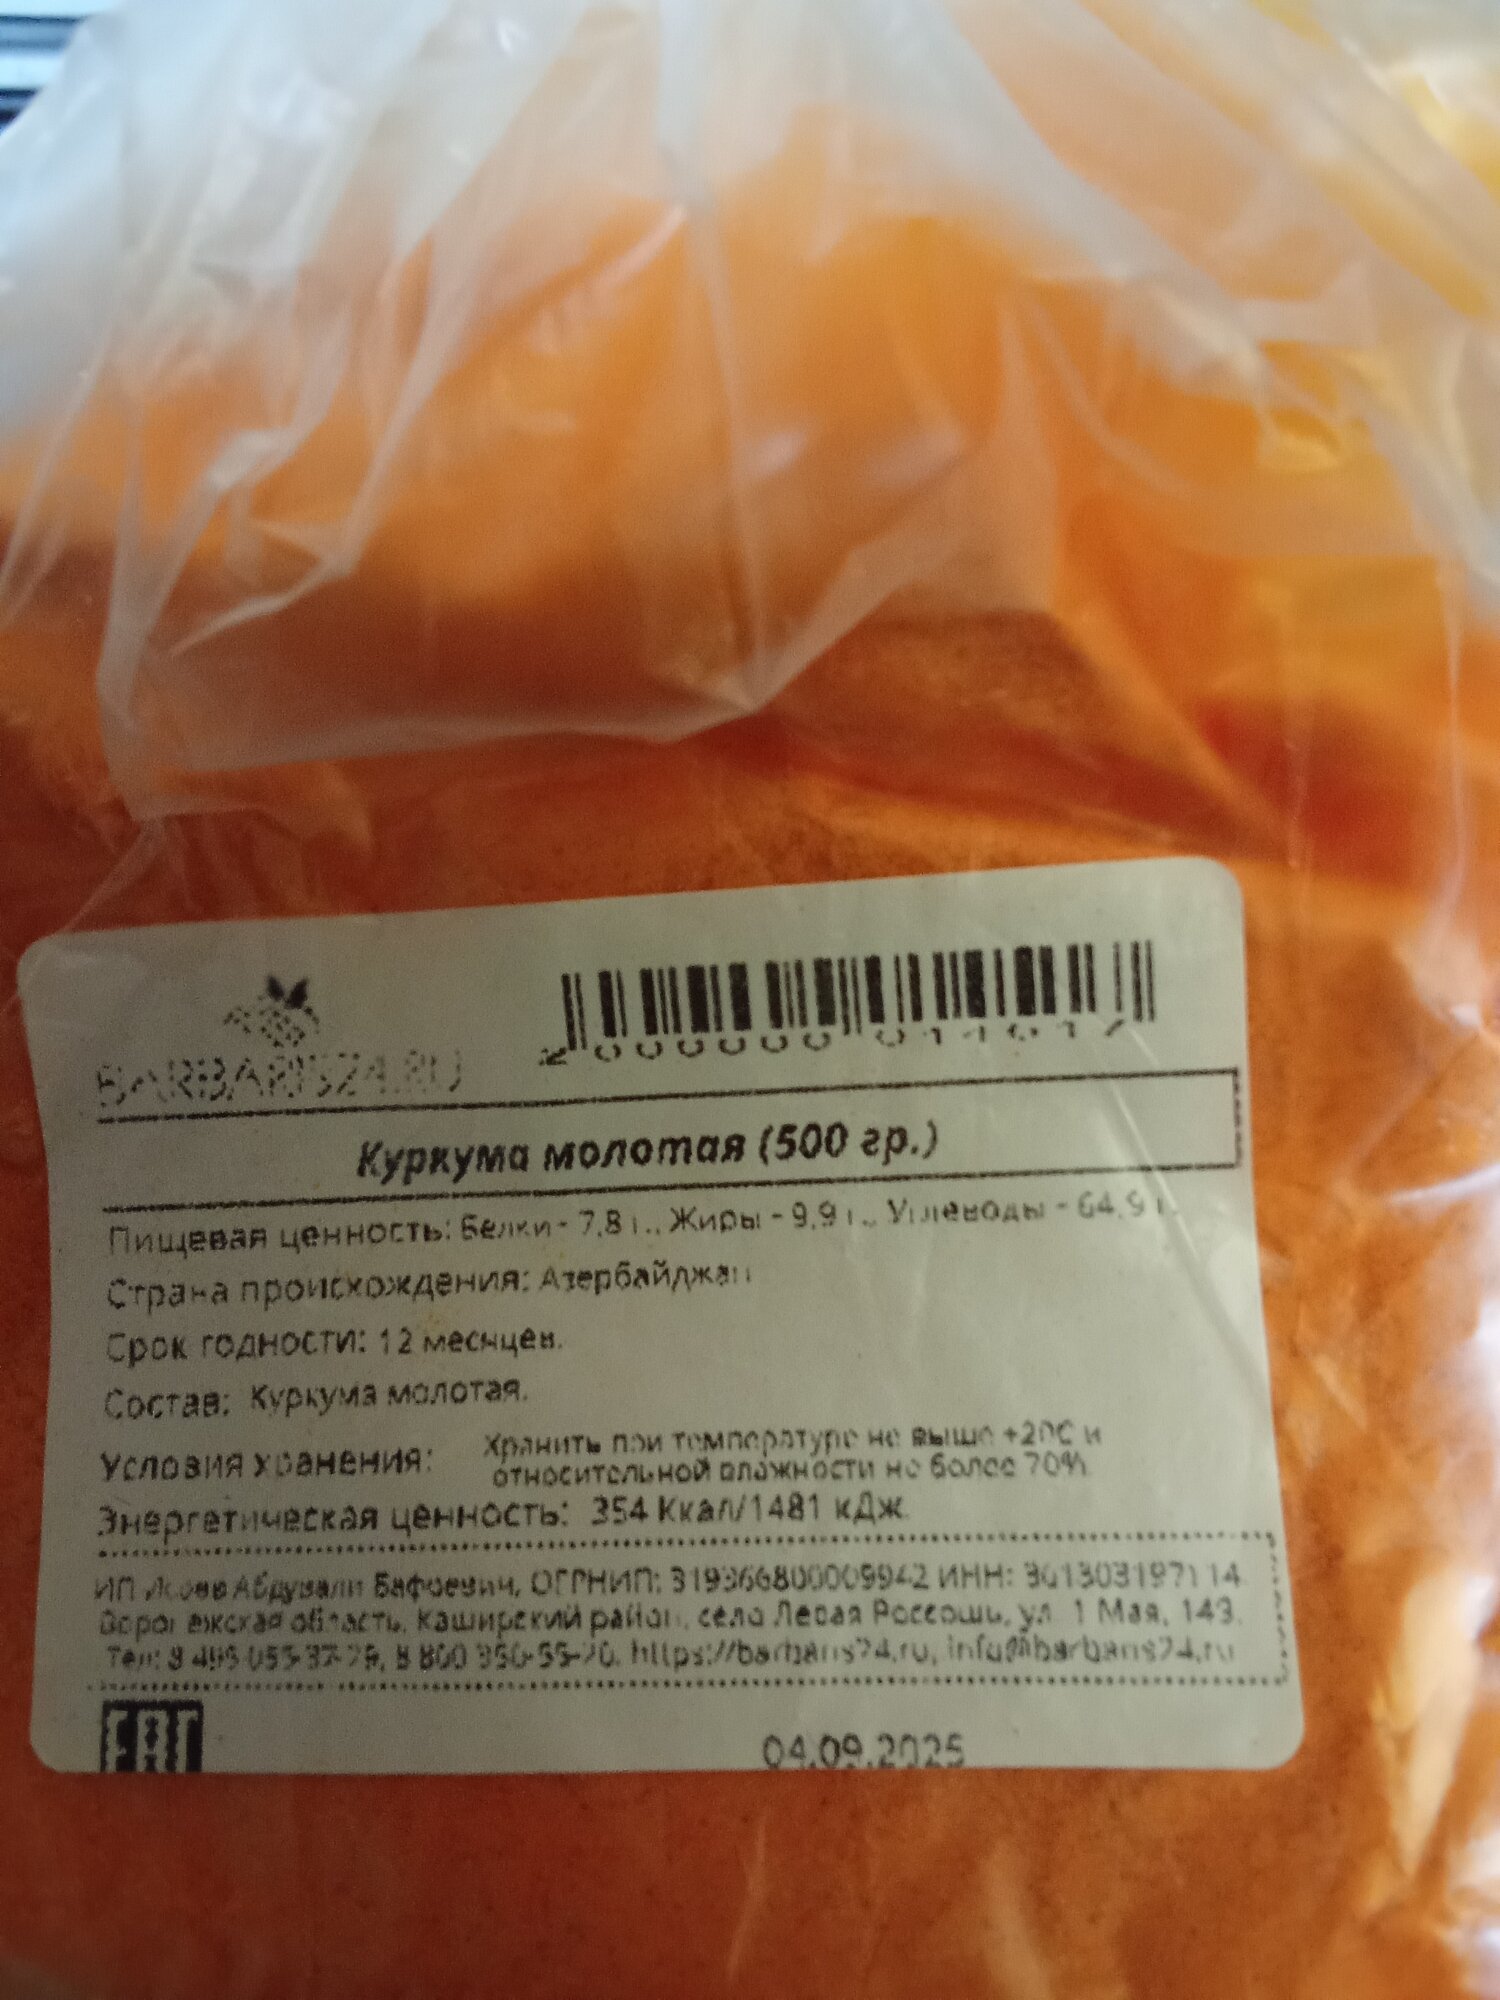 BARBARIS24.RU
Куркума молотая (500 гр.)
Пищевая ценность: Белки - 7,8 г., Жиры - 9,9 г., Углеводы - 64,9 г.
Страна происхождения: Азербайджан
Срок годности: 12 месяцев.
Состав: Куркума молотая.
Условия хранения: Хранить при температуре не выше +20С и
относительной влажности не более 70%
Энергетическая ценность: 354 Ккал/1481 кДж.
ИП Абдували Бафоевич, ОГРНИП: 319366800009942 ИНН:
Воронежская область, Каширский район, село Левая Россошь, ул. 1 Мая, 143.
Тел: https://barbaris24.ru, info@barbaris24.ru
EAC
04.09.2025